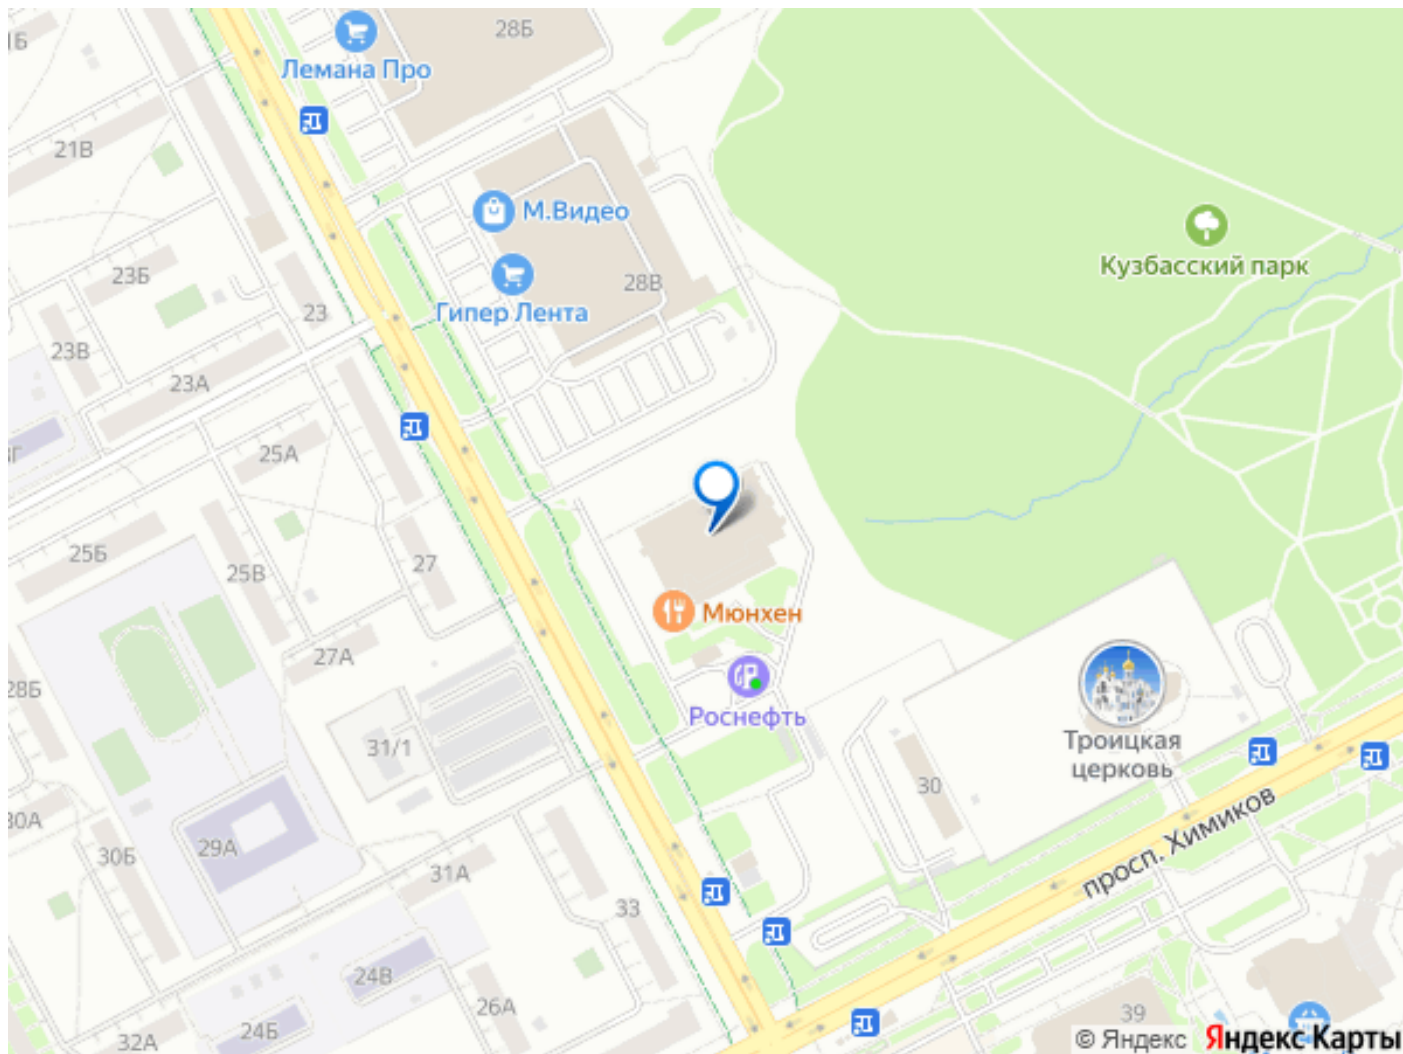 28Б
Лемана Про
21В
М.Видео
Кузбасский парк
23Б
28В
23
Гипер Лента
23В
23А
25А
25Б
25В
27
Мюнхен
27А
28Б
Роснефть
31/1
Троицкая
церковь
30
просп. Химиков
30А
29А
30Б
31А
33
24В
26А
39
24Б
32А
© Яндекс
Яндекс Карты